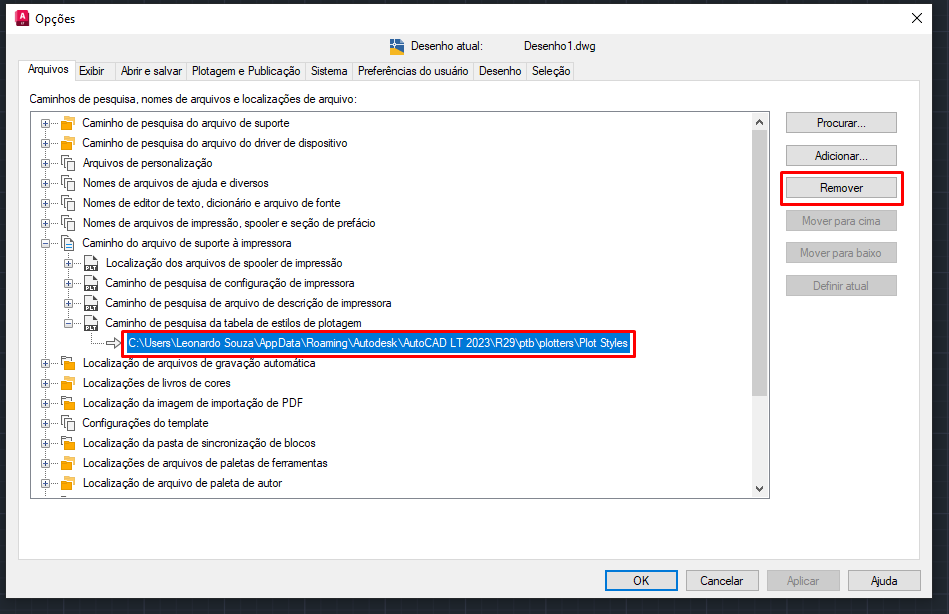 Opções
Desenho atual: Desenho1.dwg
Arquivos Exibir Abrir e salvar Plotagem e Publicação Sistema Preferências do usuário Desenho Seleção
Caminhos de pesquisa, nomes de arquivos e localizações de arquivo:
Caminho de pesquisa do arquivo de suporte
Caminho de pesquisa do arquivo do driver de dispositivo
Arquivos de personalização
Nomes de arquivos de ajuda e diversos
Nomes de editor de texto, dicionário e arquivo de fonte
Nomes de arquivos de impressão, spooler e seção de prefácio
Caminho do arquivo de suporte à impressora
PLT Localização dos arquivos de spooler de impressão
PLT Caminho de pesquisa de configuração de impressora
PLT Caminho de pesquisa de arquivo de descrição de impressora
PLT Caminho de pesquisa da tabela de estilos de plotagem
C:\Users\Leonardo Souza\AppData\Roaming\Autodesk\AutoCAD LT 2023\R29\ptb\plotters\Plot Styles
Localização de arquivos de gravação automática
Localizações de livros de cores
Localização da imagem de importação de PDF
Configurações do template
Localização da pasta de sincronização de blocos
Localizações de arquivos de paletas de ferramentas
Localização de arquivo de paleta de autor
Procurar...
Adicionar...
Remover
Mover para cima
Mover para baixo
Definir atual
OK Cancelar Aplicar Ajuda